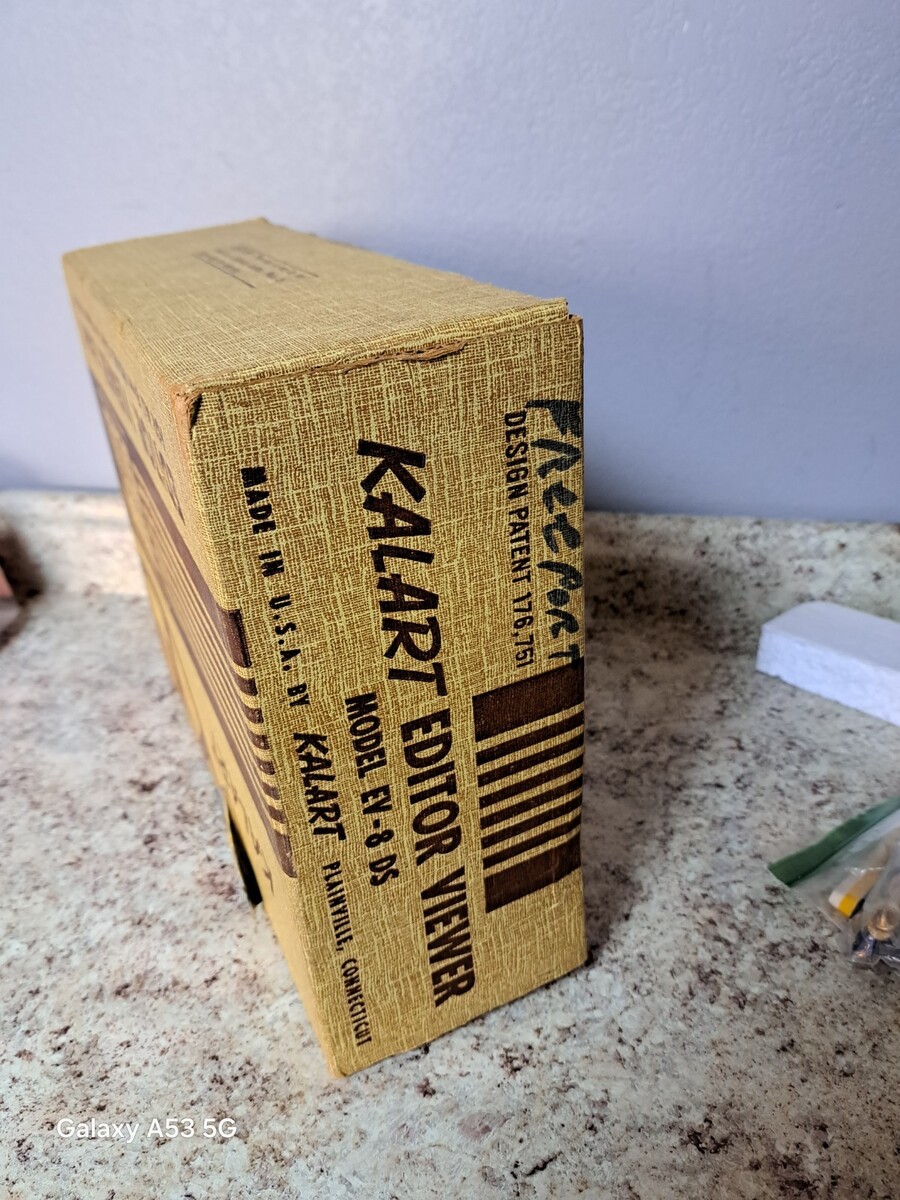 FREEPORT
DESIGN PATENT 176,751
KALART EDITOR VIEWER
MODEL EV-8 DS
MADE IN U.S.A. BY KALART PLAINVILLE, CONNECTICUT
Galaxy A53 5G